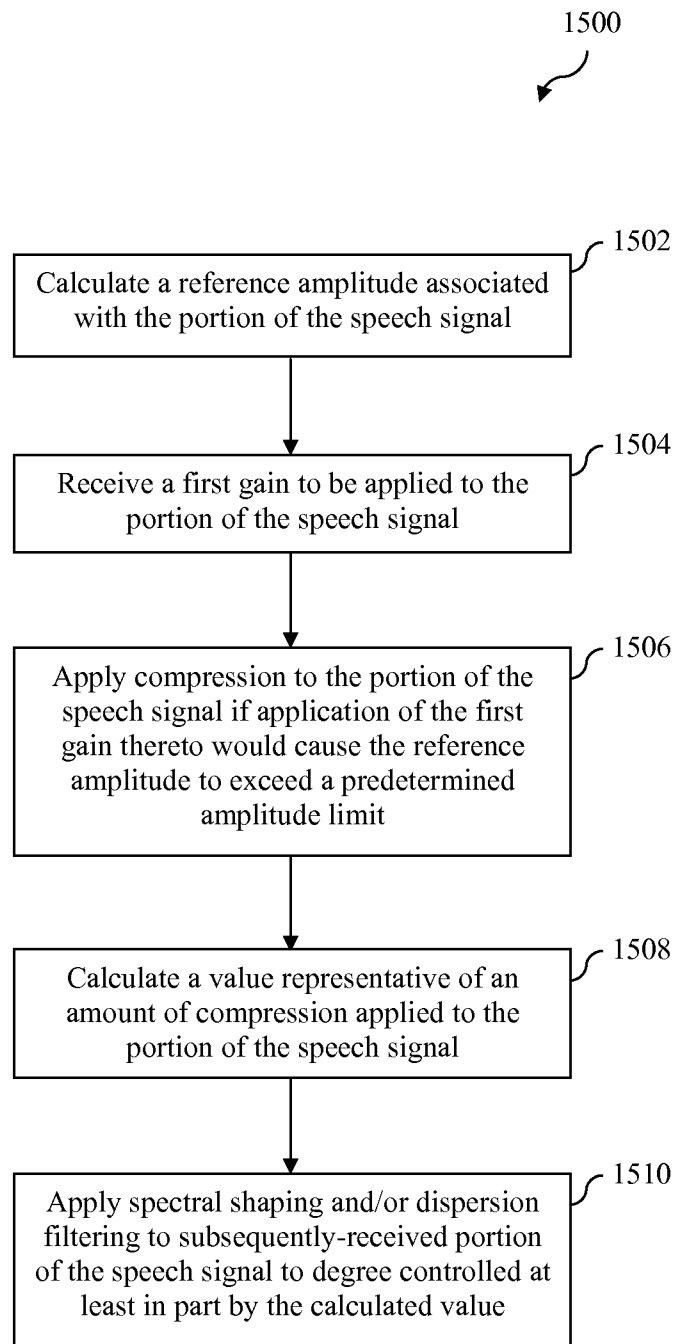 1500
1502
Calculate a reference amplitude associated
with the portion of the speech signal
1504
Receive a first gain to be applied to the
portion of the speech signal
1506
Apply compression to the portion of the
speech signal if application of the first
gain thereto would cause the reference
amplitude to exceed a predetermined
amplitude limit
1508
Calculate a value representative of an
amount of compression applied to the
portion of the speech signal
1510
Apply spectral shaping and/or dispersion
filtering to subsequently-received portion
of the speech signal to degree controlled at
least in part by the calculated value